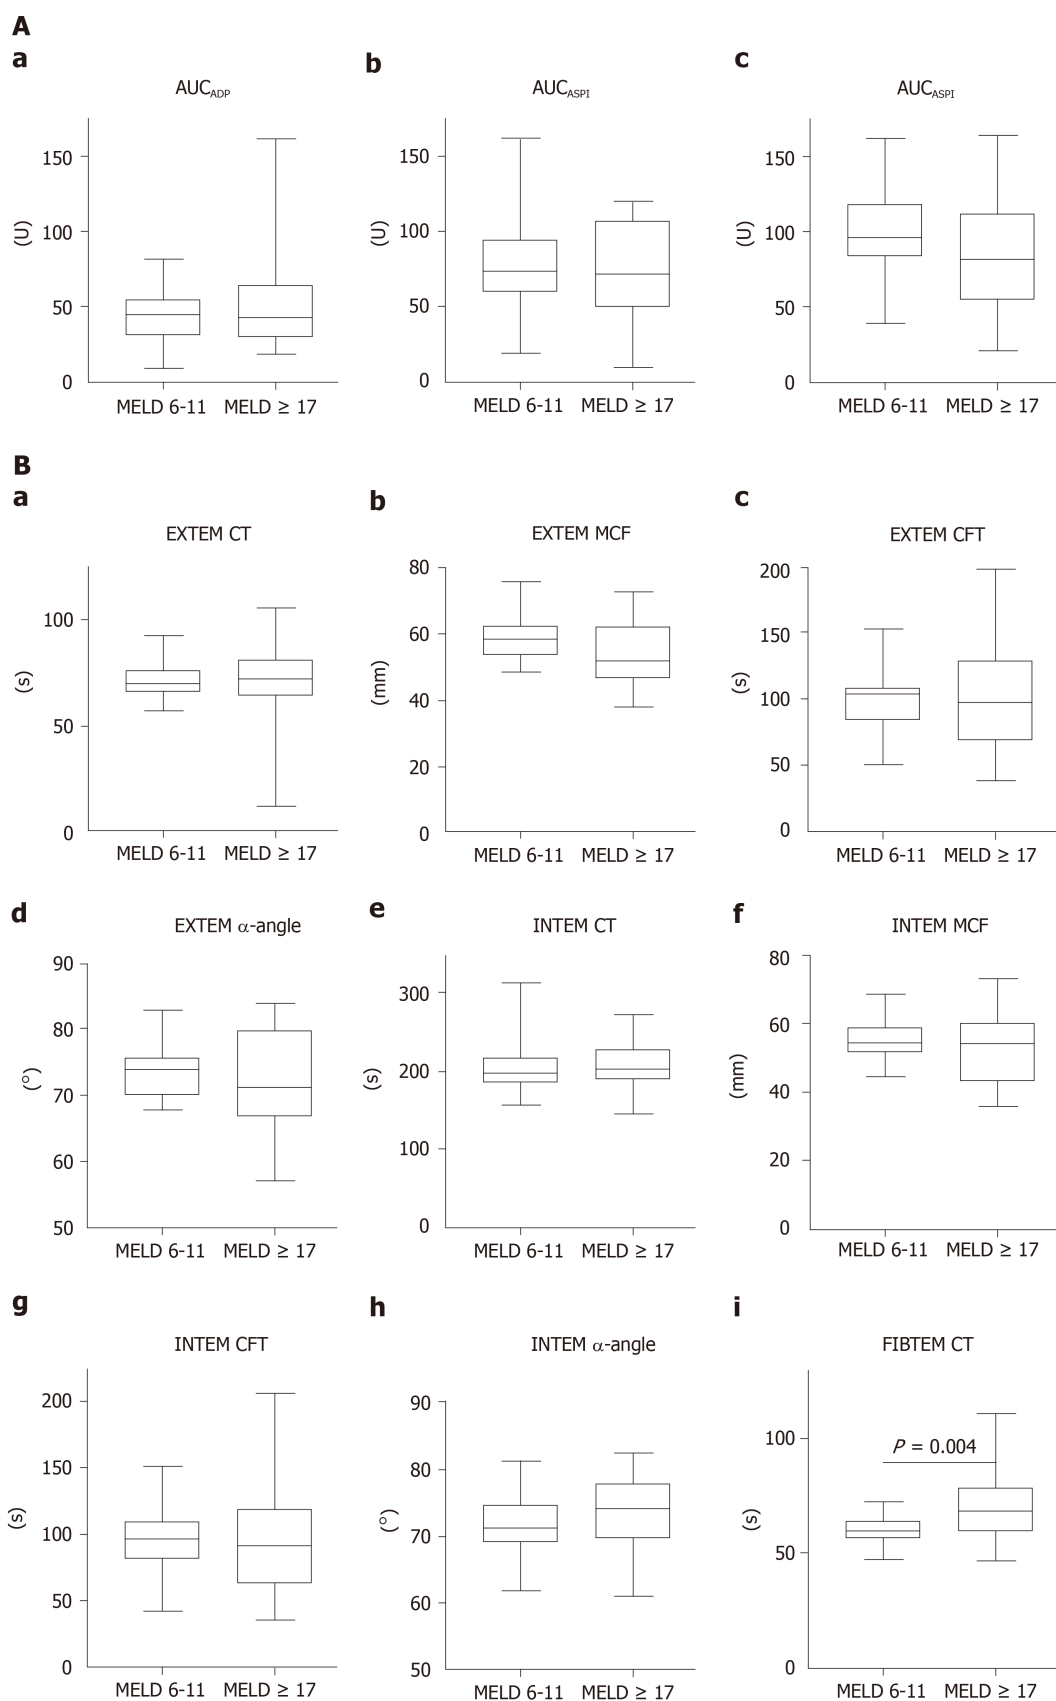 A
a
b
c
AUC_ADP
AUC_ASPI
AUC_ASPI
150
100
50
0
(U)
MELD 6-11 MELD ≥ 17
150
100
50
0
(U)
MELD 6-11 MELD ≥ 17
150
100
50
0
(U)
MELD 6-11 MELD ≥ 17
B
a
EXTEM CT
100
50
0
(s)
MELD 6-11 MELD ≥ 17
b
EXTEM MCF
80
60
40
20
0
(mm)
MELD 6-11 MELD ≥ 17
c
EXTEM CFT
200
150
100
50
0
(s)
MELD 6-11 MELD ≥ 17
d
EXTEM α-angle
90
80
70
60
50
(°)
MELD 6-11 MELD ≥ 17
e
INTEM CT
300
200
100
0
(s)
MELD 6-11 MELD ≥ 17
f
INTEM MCF
80
60
40
20
0
(mm)
MELD 6-11 MELD ≥ 17
g
INTEM CFT
200
150
100
50
0
(s)
MELD 6-11 MELD ≥ 17
h
INTEM α-angle
90
80
70
60
50
(°)
MELD 6-11 MELD ≥ 17
i
FIBTEM CT
P = 0.004
100
50
0
(s)
MELD 6-11 MELD ≥ 17